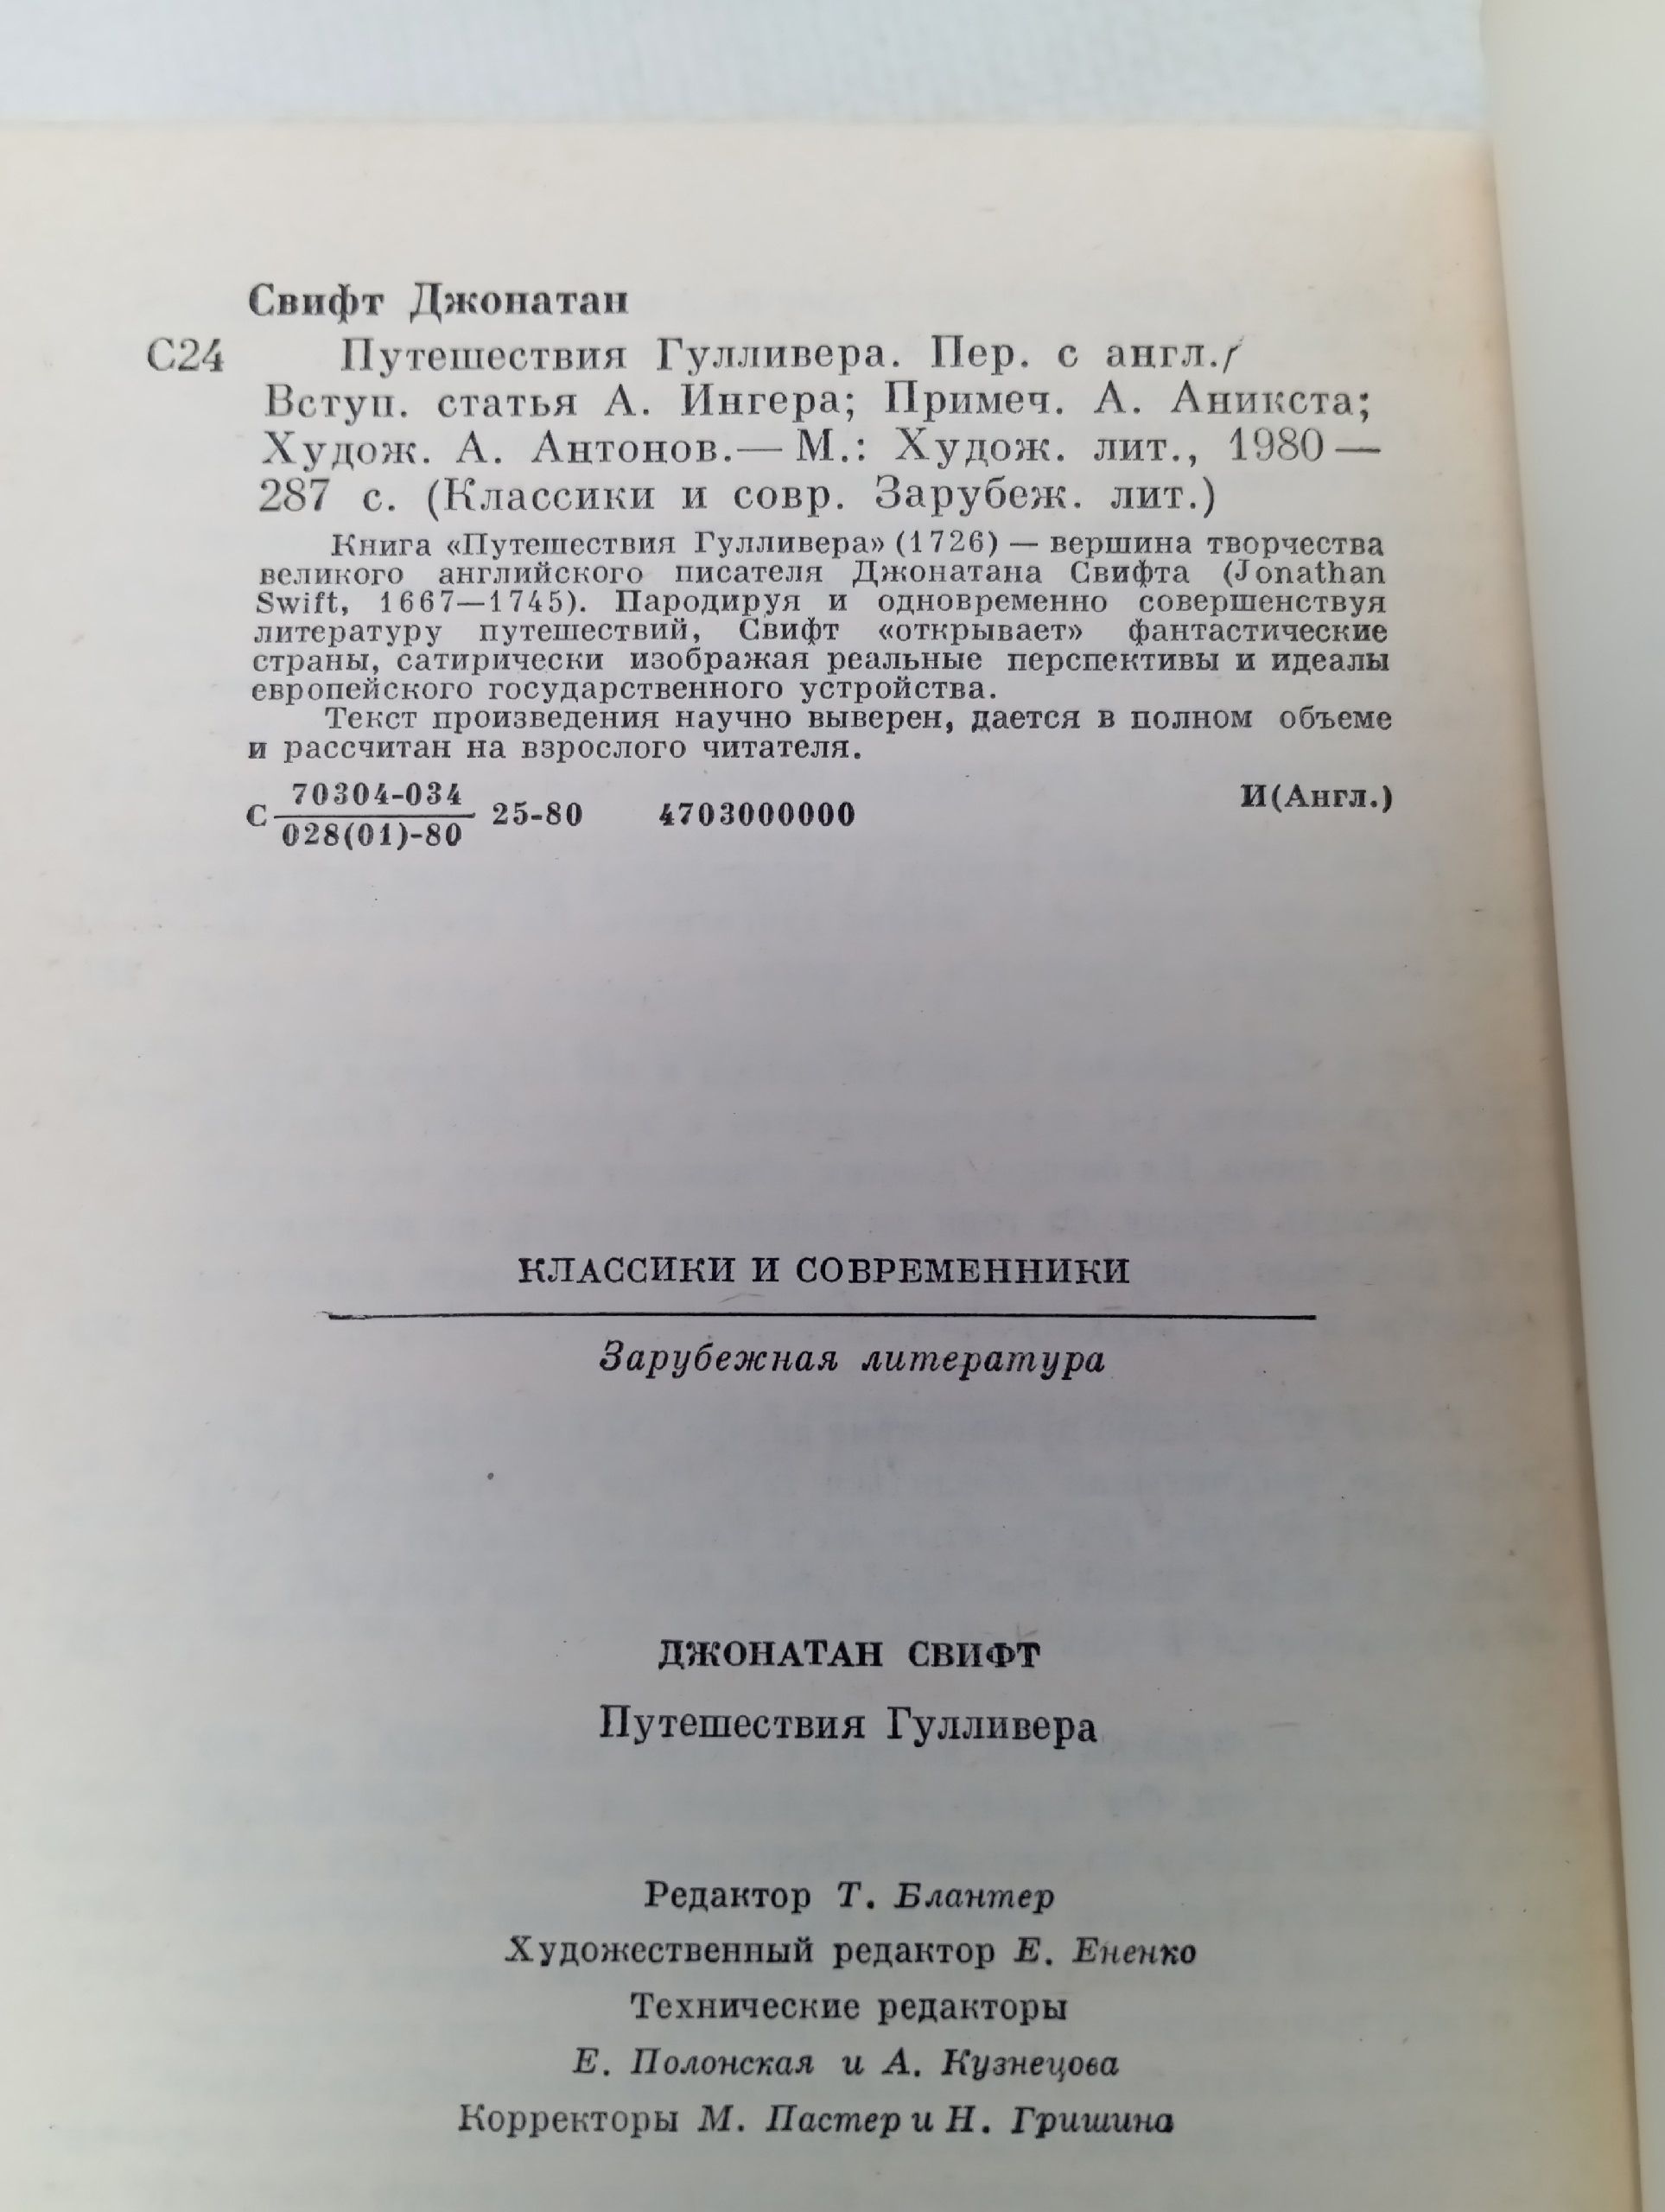 Свифт Джонатан
С24 Путешествия Гулливера. Пер. с англ./
Вступ. статья А. Ингера; Примеч. А. Аникста;
Худож. А. Антонов.— М.: Худож. лит., 1980 —
287 с. (Классики и совр. Зарубеж. лит.)
Книга «Путешествия Гулливера» (1726) — вершина творчества
великого английского писателя Джонатана Свифта (Jonathan
Swift, 1667—1745). Пародируя и одновременно совершенствуя
литературу путешествий, Свифт «открывает» фантастические
страны, сатирически изображая реальные перспективы и идеалы
европейского государственного устройства.
Текст произведения научно выверен, дается в полном объеме
и рассчитан на взрослого читателя.
70304-034
С 25-80 4703000000 И(Англ.)
028(01)-80
КЛАССИКИ И СОВРЕМЕННИКИ
Зарубежная литература
ДЖОНАТАН СВИФТ
Путешествия Гулливера
Редактор Т. Блантер
Художественный редактор Е. Ененко
Технические редакторы
Е. Полонская и А. Кузнецова
Корректоры М. Пастер и Н. Гришина